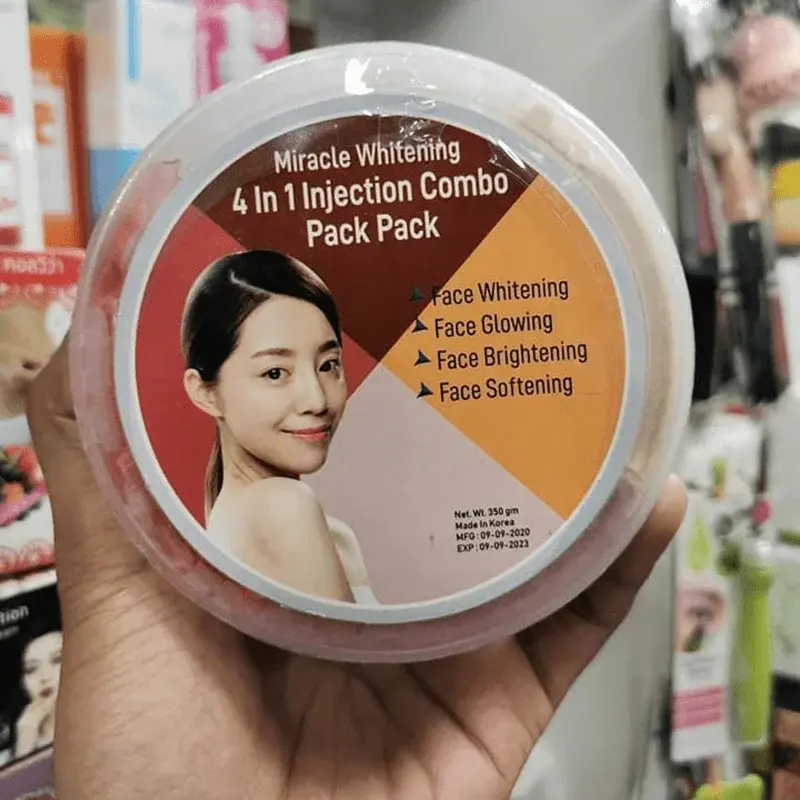 Miracle Whitening
4 In 1 Injection Combo
Pack Pack
Face Whitening
Face Glowing
Face Brightening
Face Softening
Net. Wt. 350 gm
Made In Korea
MFG : 09-09-2020
EXP : 09-09-2023